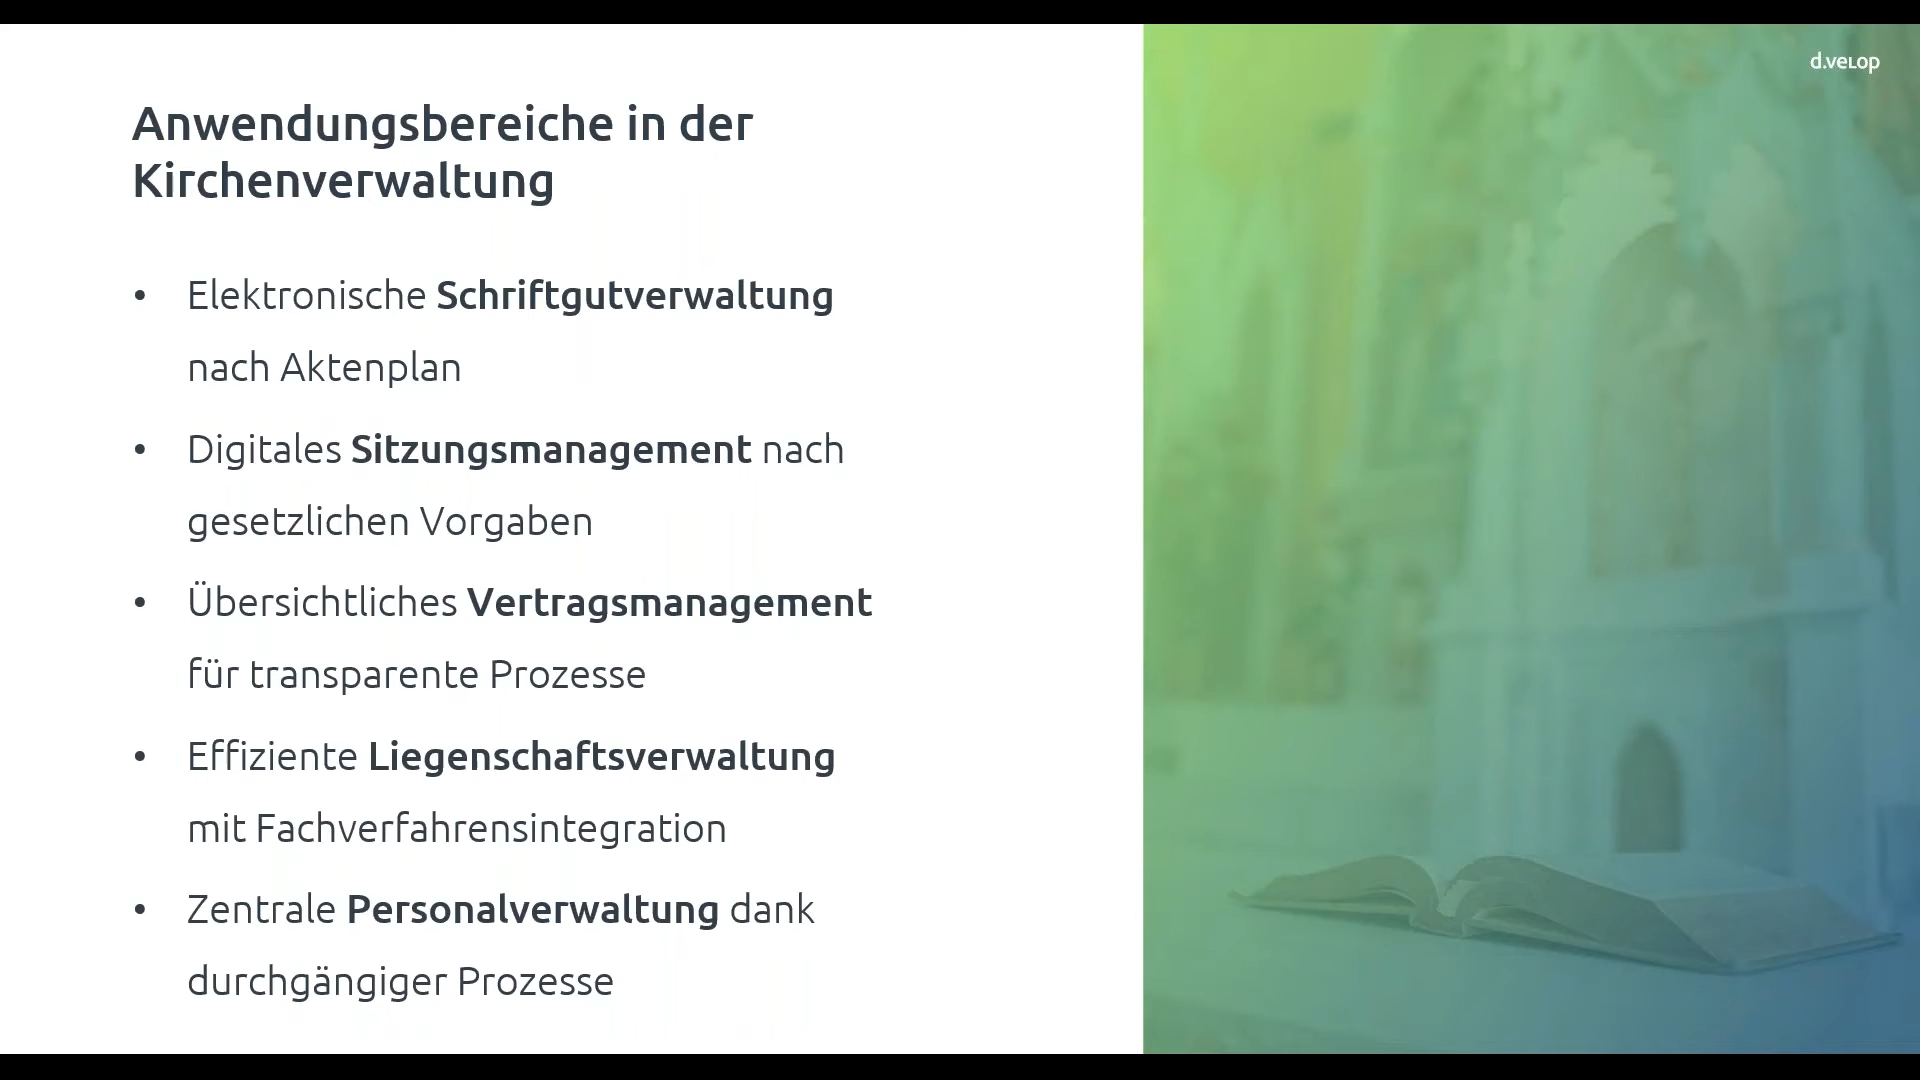 d.velop
Anwendungsbereiche in der
Kirchenverwaltung
• Elektronische Schriftgutverwaltung
nach Aktenplan
• Digitales Sitzungsmanagement nach
gesetzlichen Vorgaben
• Übersichtliches Vertragsmanagement
für transparente Prozesse
• Effiziente Liegenschaftsverwaltung
mit Fachverfahrensintegration
• Zentrale Personalverwaltung dank
durchgängiger Prozesse